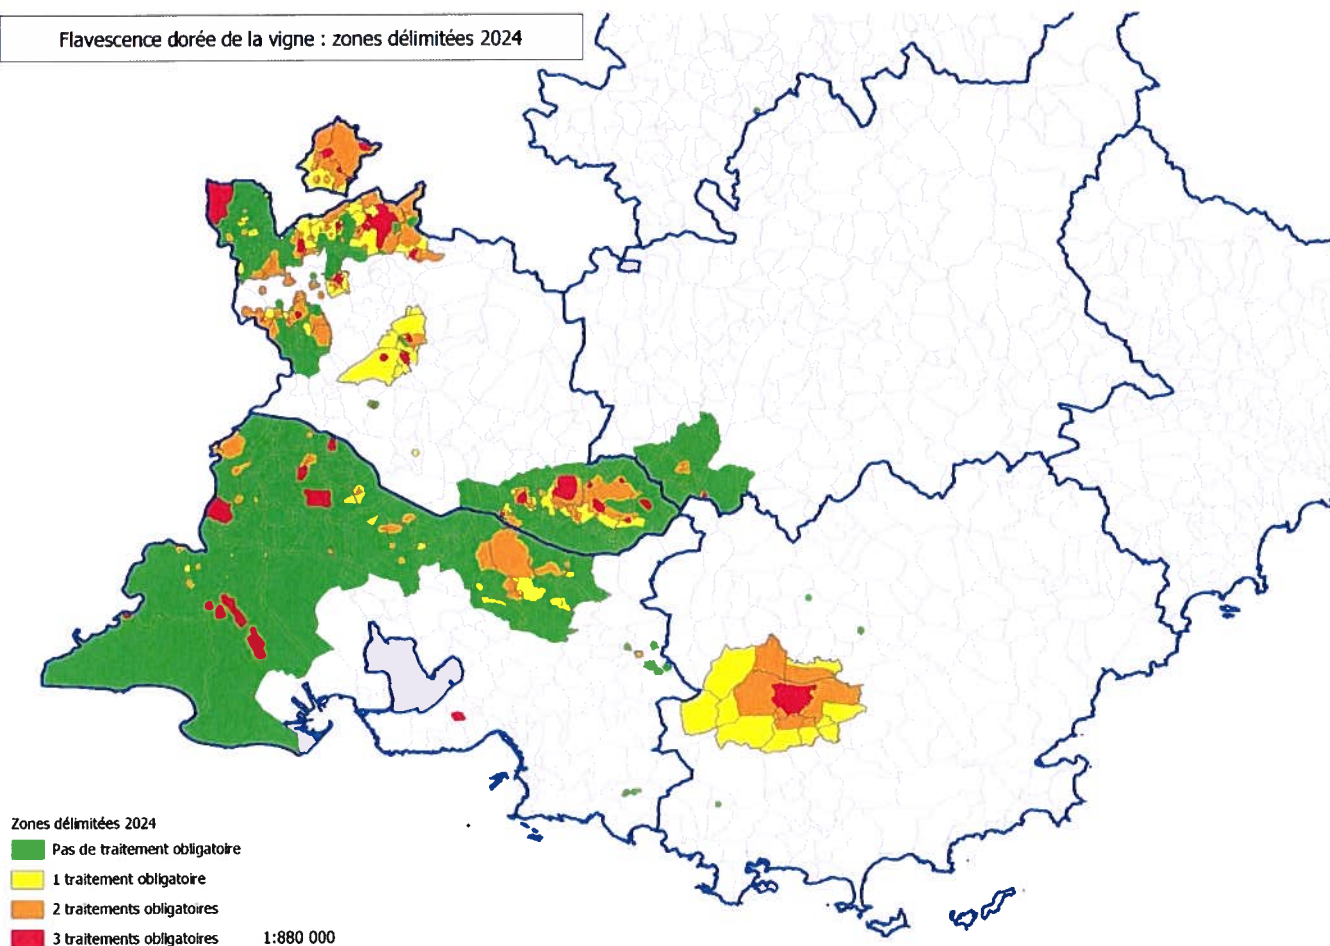 Flavescence dorée de la vigne : zones délimitées 2024
Zones délimitées 2024
Pas de traitement obligatoire
1 traitement obligatoire
2 traitements obligatoires
3 traitements obligatoires 1:880 000